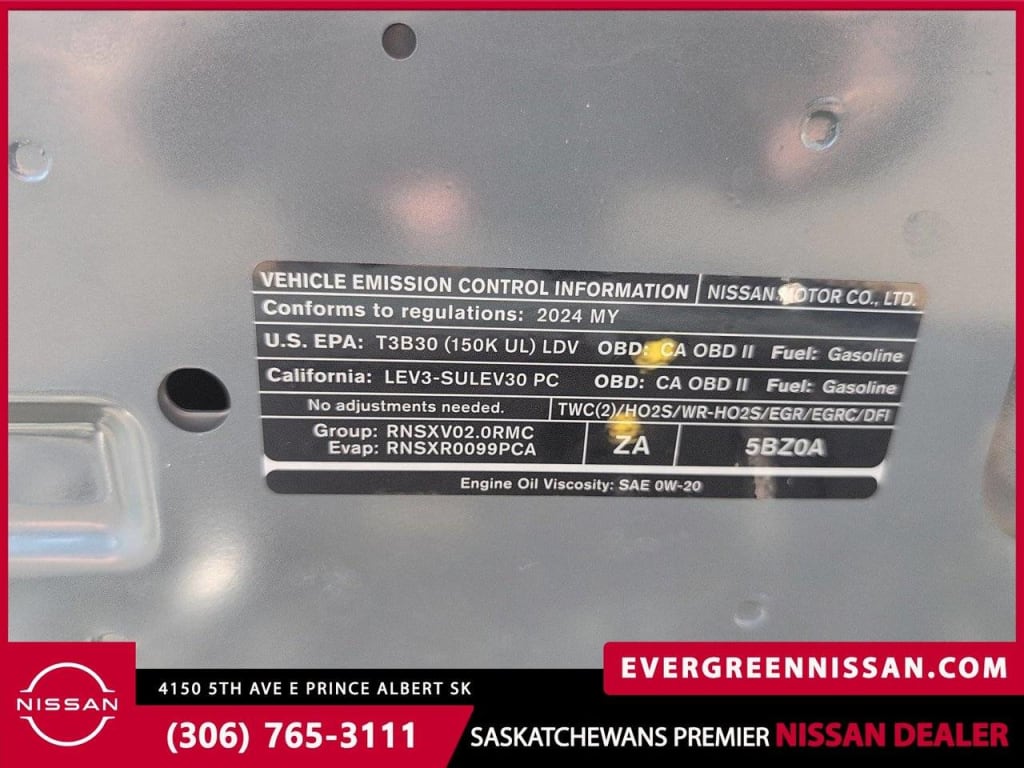 VEHICLE EMISSION CONTROL INFORMATION NISSAN MOTOR CO., LTD.
Conforms to regulations: 2024 MY
U.S. EPA: T3B30 (150K UL) LDV OBD: CA OBD II Fuel: Gasoline
California: LEV3-SULEV30 PC OBD: CA OBD II Fuel: Gasoline
No adjustments needed. TWC(2)/HO2S/WR-HO2S/EGR/EGRC/DFI
Group: RNSXV02.0RMC
Evap: RNSXR0099PCA
ZA
5BZ0A
Engine Oil Viscosity: SAE 0W-20
EVERGREENNISSAN.COM
NISSAN
4150 5TH AVE E PRINCE ALBERT SK
(306) 765-3111
SASKATCHEWANS PREMIER NISSAN DEALER